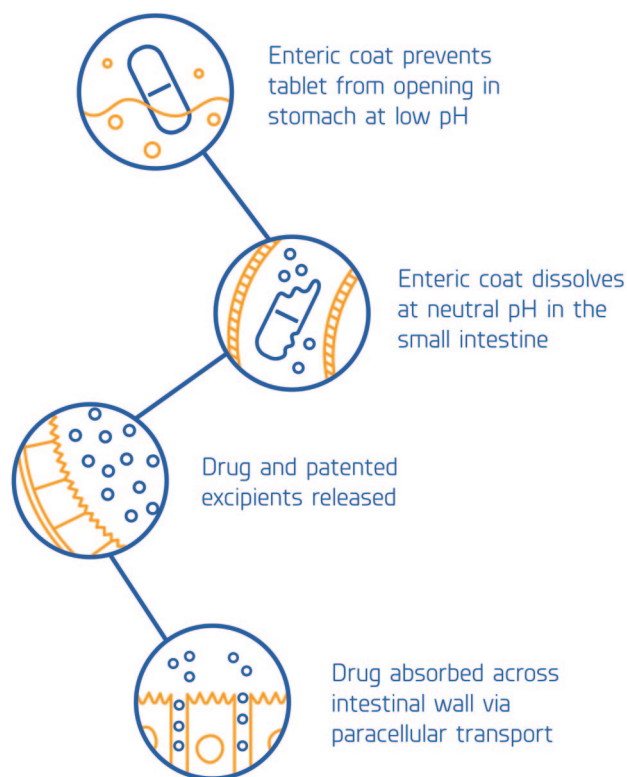 Enteric coat prevents
tablet from opening in
stomach at low pH
Enteric coat dissolves
at neutral pH in the
small intestine
Drug and patented
excipients released
Drug absorbed across
intestinal wall via
paracellular transport